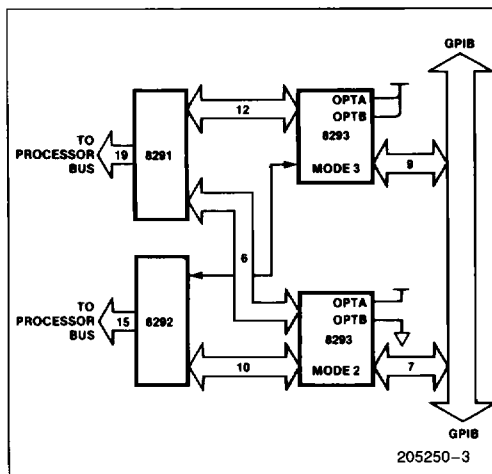 GPIB
12
OPTA
OPTB
8293
MODE 3
TO
PROCESSOR
BUS
19
8291
9
6
TO
PROCESSOR
BUS
15
8292
10
OPTA
OPTB
8293
MODE 2
7
GPIB
205250-3